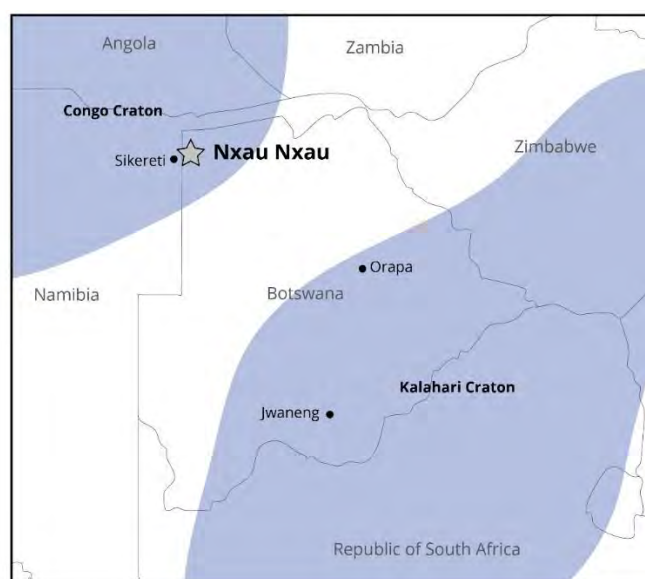 Angola
Zambia
Congo Craton
Nxau Nxau
Zimbabwe
Sikereti
Orapa
Namibia
Botswana
Kalahari Craton
Jwaneng
Republic of South Africa